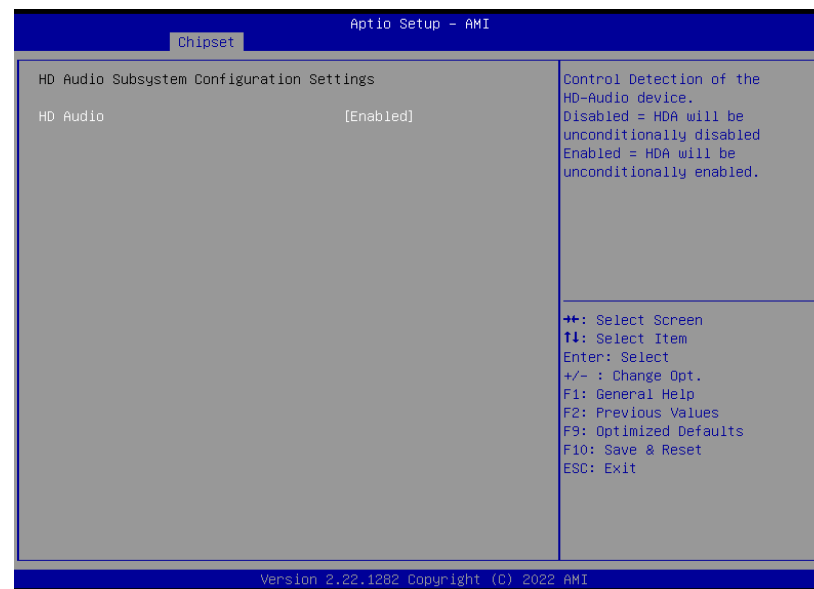 Aptio Setup – AMI
Chipset
HD Audio Subsystem Configuration Settings
HD Audio [Enabled]
Control Detection of the
HD-Audio device.
Disabled = HDA will be
unconditionally disabled
Enabled = HDA will be
unconditionally enabled.
→←: Select Screen
↑↓: Select Item
Enter: Select
+/- : Change Opt.
F1: General Help
F2: Previous Values
F9: Optimized Defaults
F10: Save & Reset
ESC: Exit
Version 2.22.1282 Copyright (C) 2022 AMI